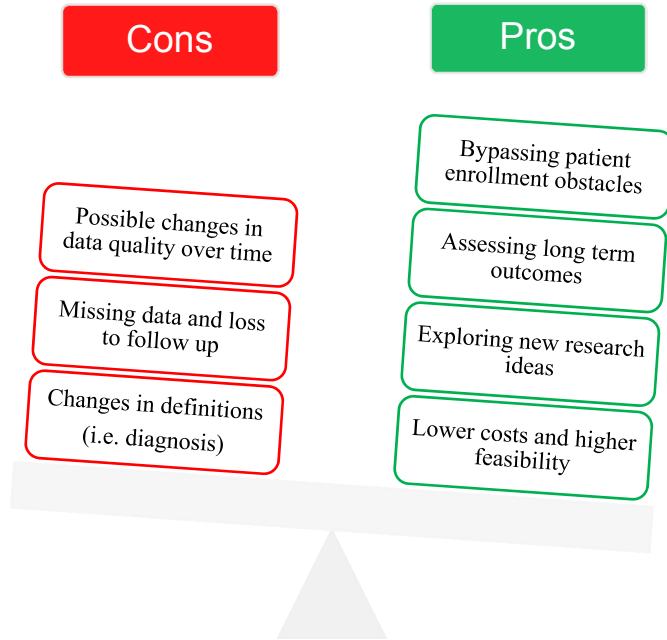 Cons
Pros
Possible changes in
data quality over time
Missing data and loss
to follow up
Changes in definitions
(i.e. diagnosis)
Bypassing patient
enrollment obstacles
Assessing long term
outcomes
Exploring new research
ideas
Lower costs and higher
feasibility